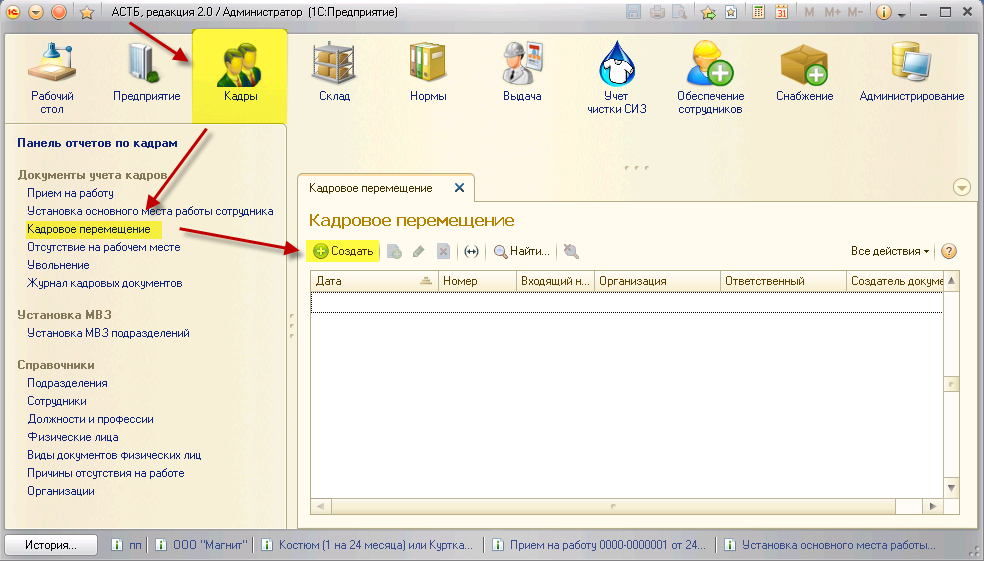 АСТБ, редакция 2.0 / Администратор (1С:Предприятие)
M M+ M-
Рабочий стол
Предприятие
Кадры
Склад
Нормы
Выдача
Учет чистки СИЗ
Обеспечение сотрудников
Снабжение
Администрирование
Панель отчетов по кадрам
Документы учета кадров
Прием на работу
Установка основного места работы сотрудника
Кадровое перемещение
Отсутствие на рабочем месте
Увольнение
Журнал кадровых документов
Установка МВЗ
Установка МВЗ подразделений
Справочники
Подразделения
Сотрудники
Должности и профессии
Физические лица
Виды документов физических лиц
Причины отсутствия на работе
Организации
Кадровое перемещение
Кадровое перемещение
Создать Найти... Все действия
Дата Номер Входящий н... Организация Ответственный Создатель докуме
История... пп ООО "Магнит" Костюм (1 на 24 месяца) или Куртка... Прием на работу 0000-0000001 от 24... Установка основного места работы...